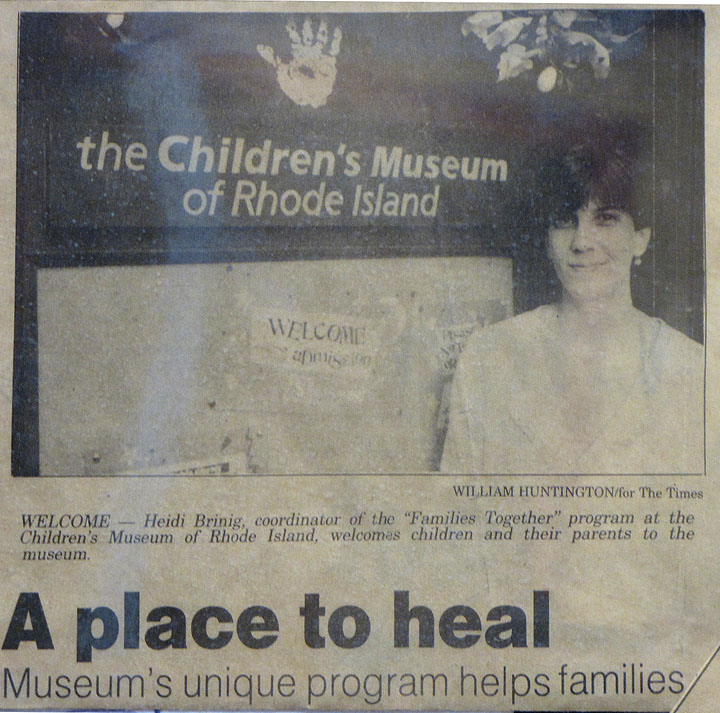 the Children's Museum
of Rhode Island
WELCOME
WILLIAM HUNTINGTON/for The Times
WELCOME — Heidi Brinig, coordinator of the "Families Together" program at the
Children's Museum of Rhode Island, welcomes children and their parents to the
museum.
A place to heal
Museum's unique program helps families